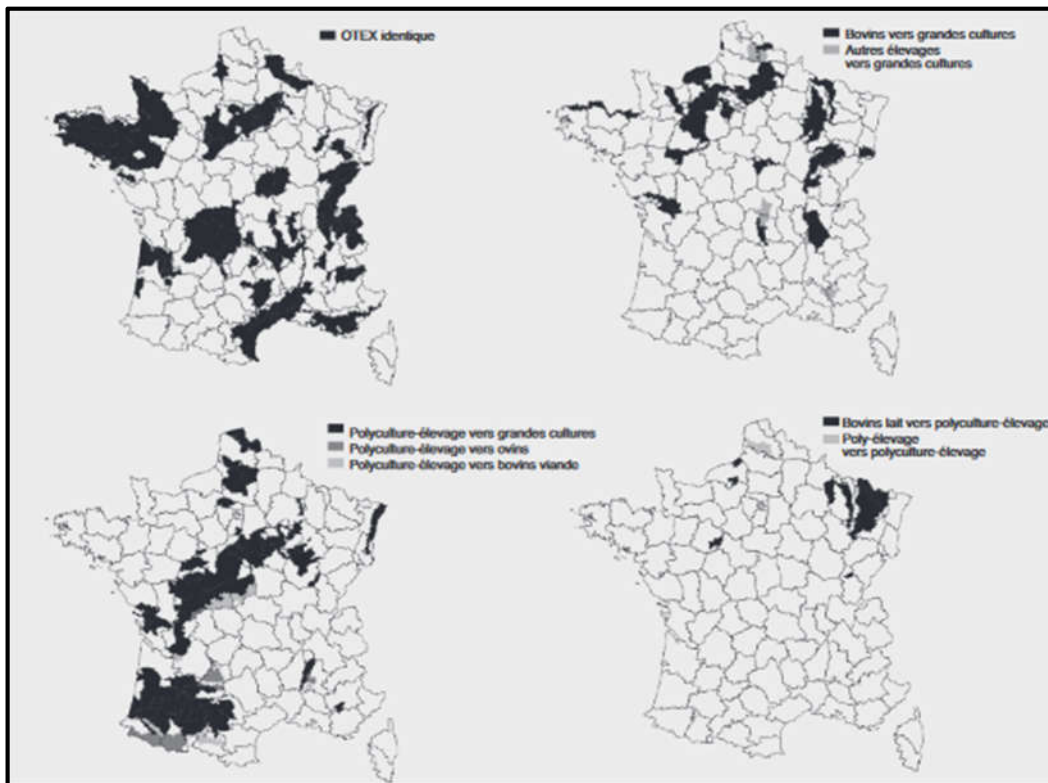 OTEX identique
Bovins vers grandes cultures
Autres élevages
vers grandes cultures
Polyculture-élevage vers grandes cultures
Polyculture-élevage vers ovins
Polyculture-élevage vers bovins viande
Bovins lait vers polyculture-élevage
Poly-élevage
vers polyculture-élevage